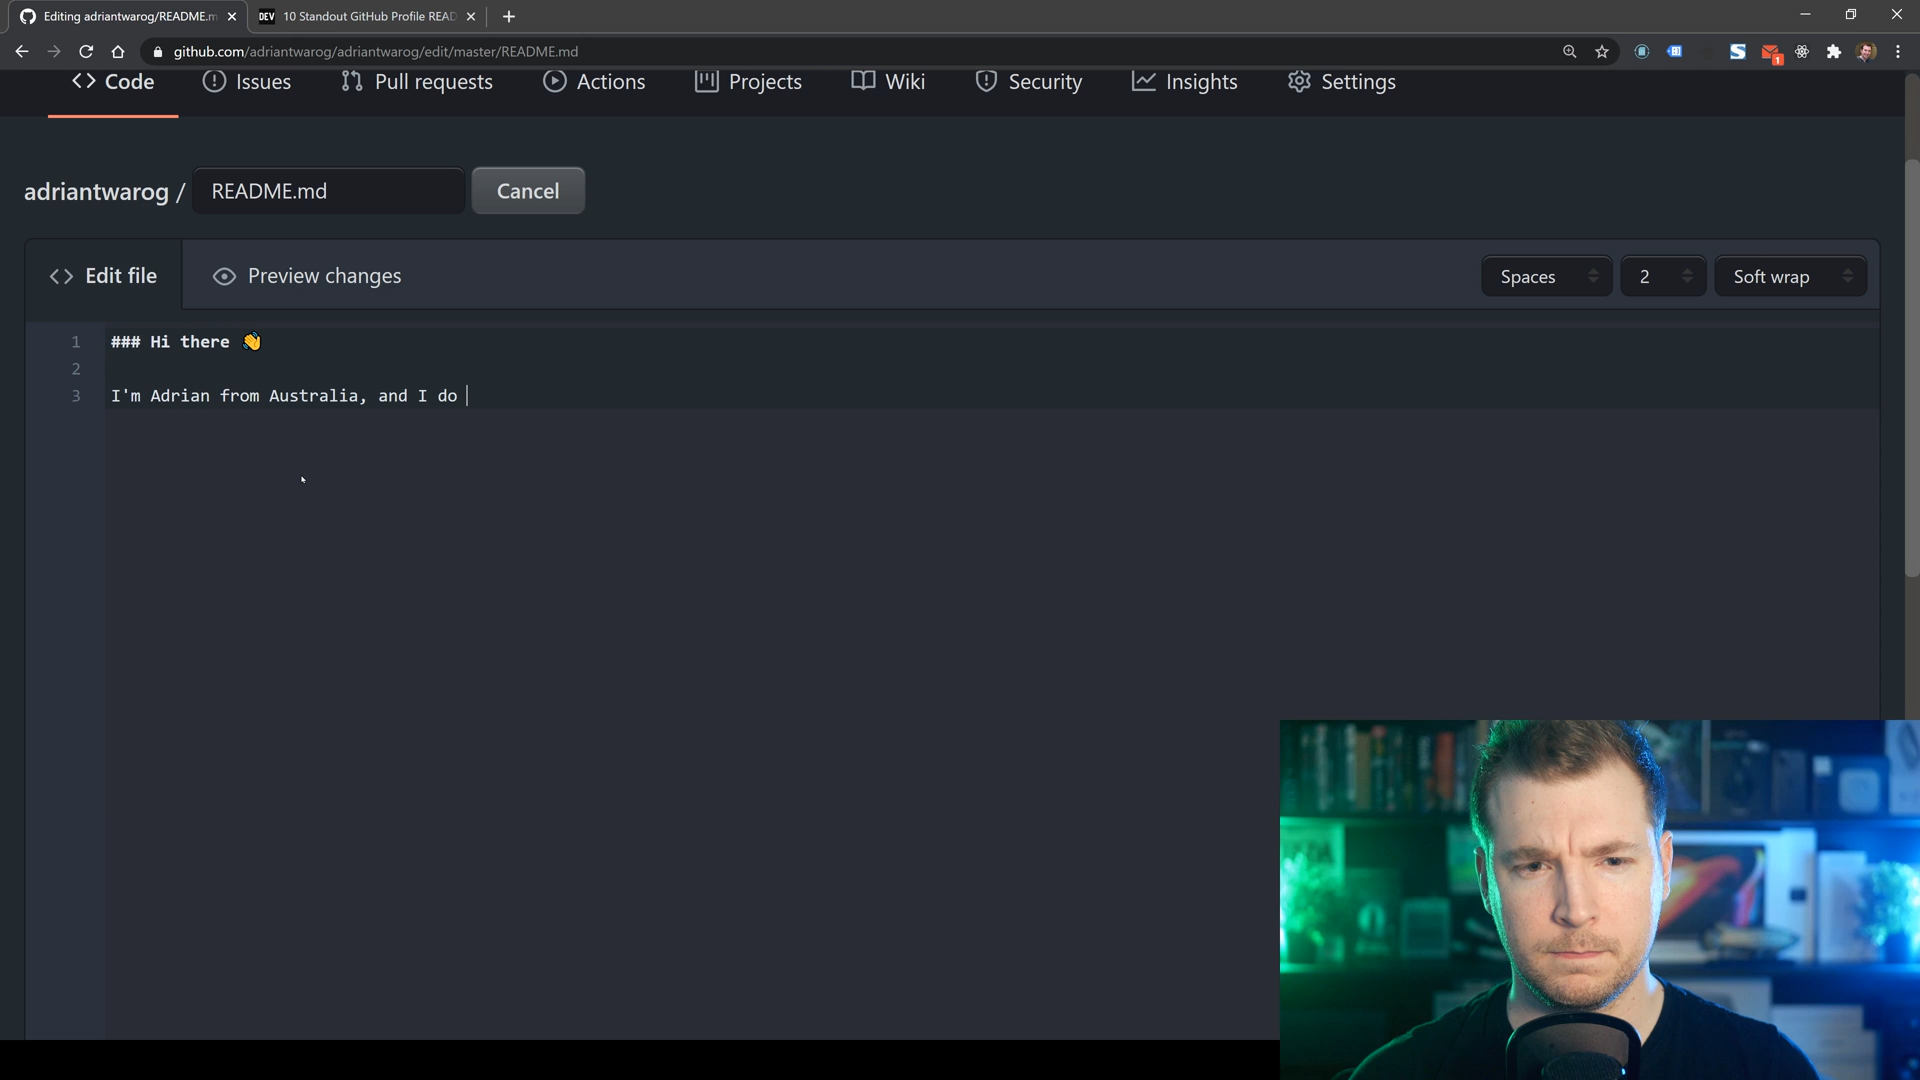 Editing adriantwarog/README.m
DEV 10 Standout GitHub Profile READ
github.com/adriantwarog/adriantwarog/edit/master/README.md
1
Code Issues Pull requests Actions Projects Wiki Security Insights Settings
adriantwarog / README.md Cancel
Edit file Preview changes Spaces 2 Soft wrap
1 ### Hi there 👋
2
3 I'm Adrian from Australia, and I do